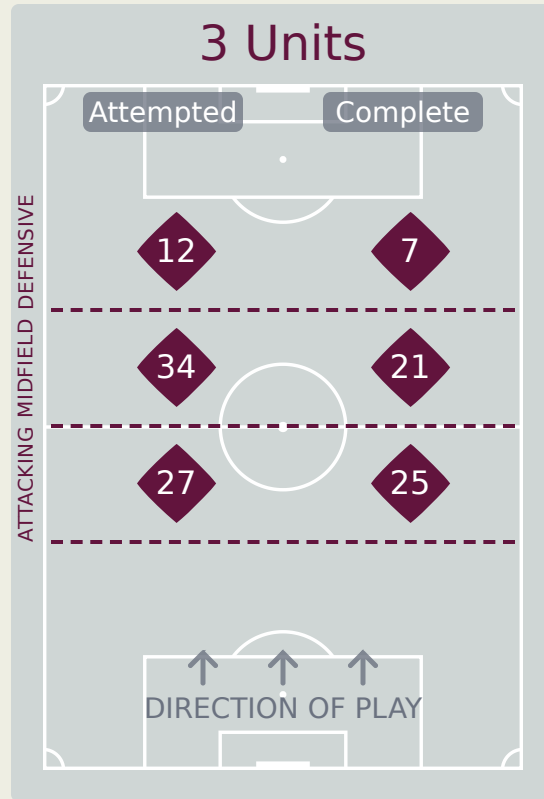 3 Units
Attempted Complete
ATTACKING MIDFIELD DEFENSIVE
12 7
34 21
27 25
DIRECTION OF PLAY